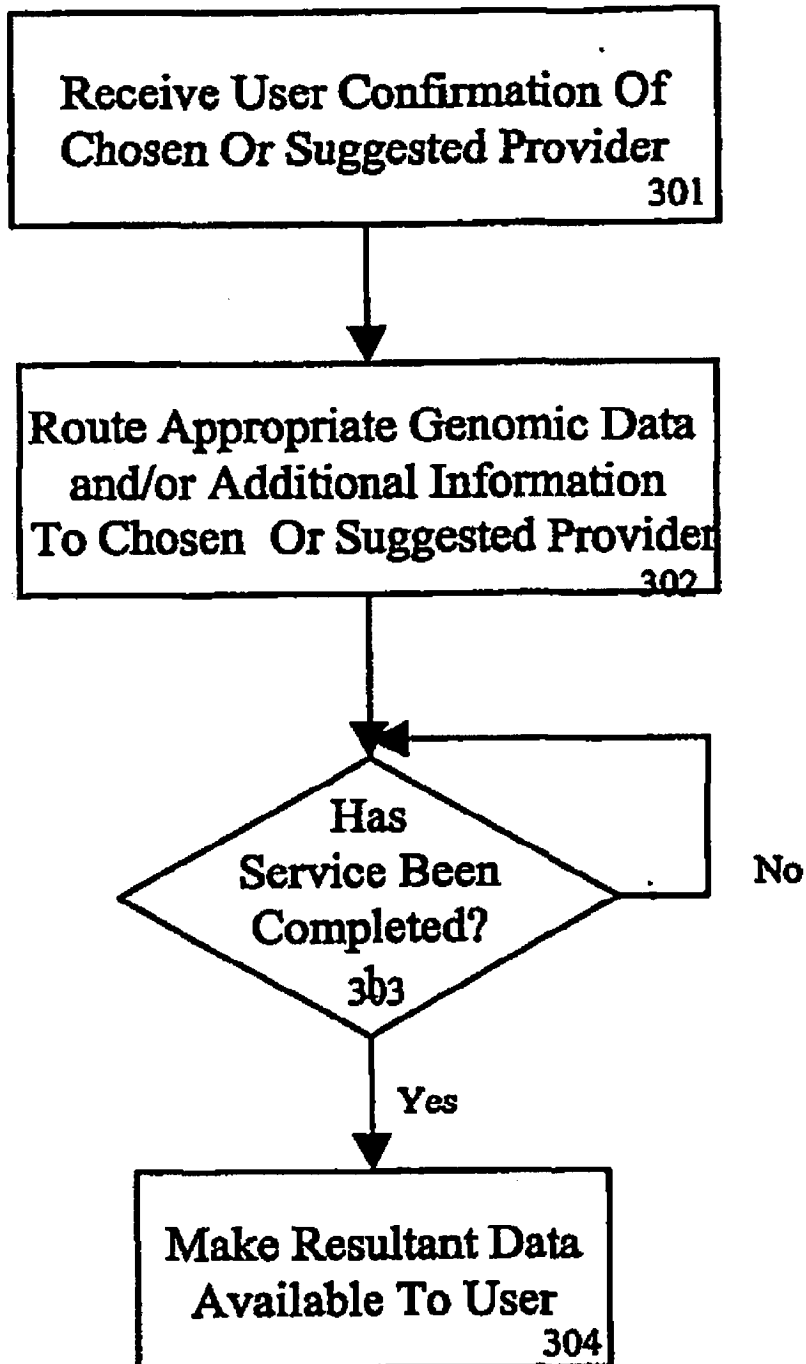 Receive User Confirmation Of
Chosen Or Suggested Provider
301
Route Appropriate Genomic Data
and/or Additional Information
To Chosen Or Suggested Provider
302
Has
Service Been
Completed?
303
No
Yes
Make Resultant Data
Available To User
304